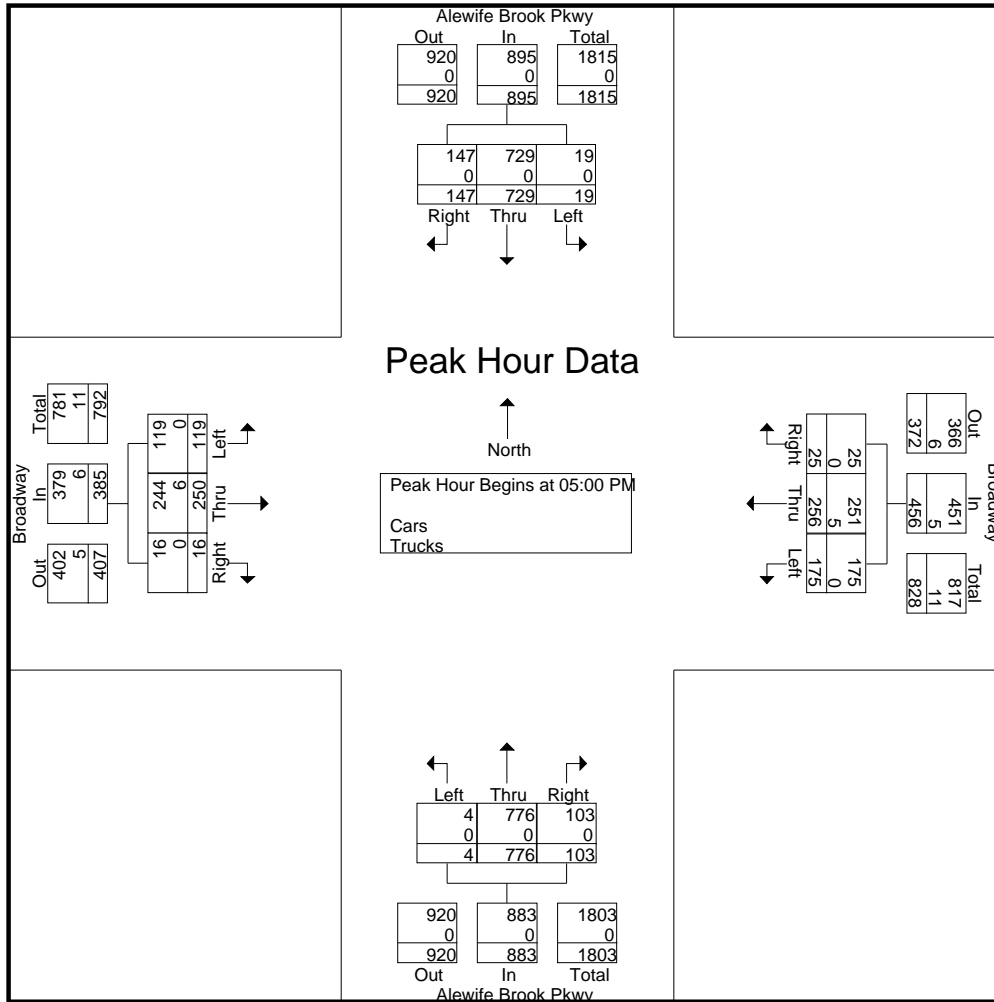 Alewife Brook Pkwy
Out In Total
920 895 1815
0 0 0
920 895 1815
147 729 19
0 0 0
147 729 19
Right Thru Left
Peak Hour Data
North
Peak Hour Begins at 05:00 PM
Cars
Trucks
Broadway
Total In Out
781 379 402
11 6 5
792 385 407
119 244 16
0 6 0
119 250 16
Left Thru Right
Right Thru Left
25 251 175
0 5 0
25 256 175
Out In Total
366 451 817
6 5 11
372 456 828
Broadway
Left Thru Right
4 776 103
0 0 0
4 776 103
920 883 1803
0 0 0
920 883 1803
Out In Total
Alewife Brook Pkwy